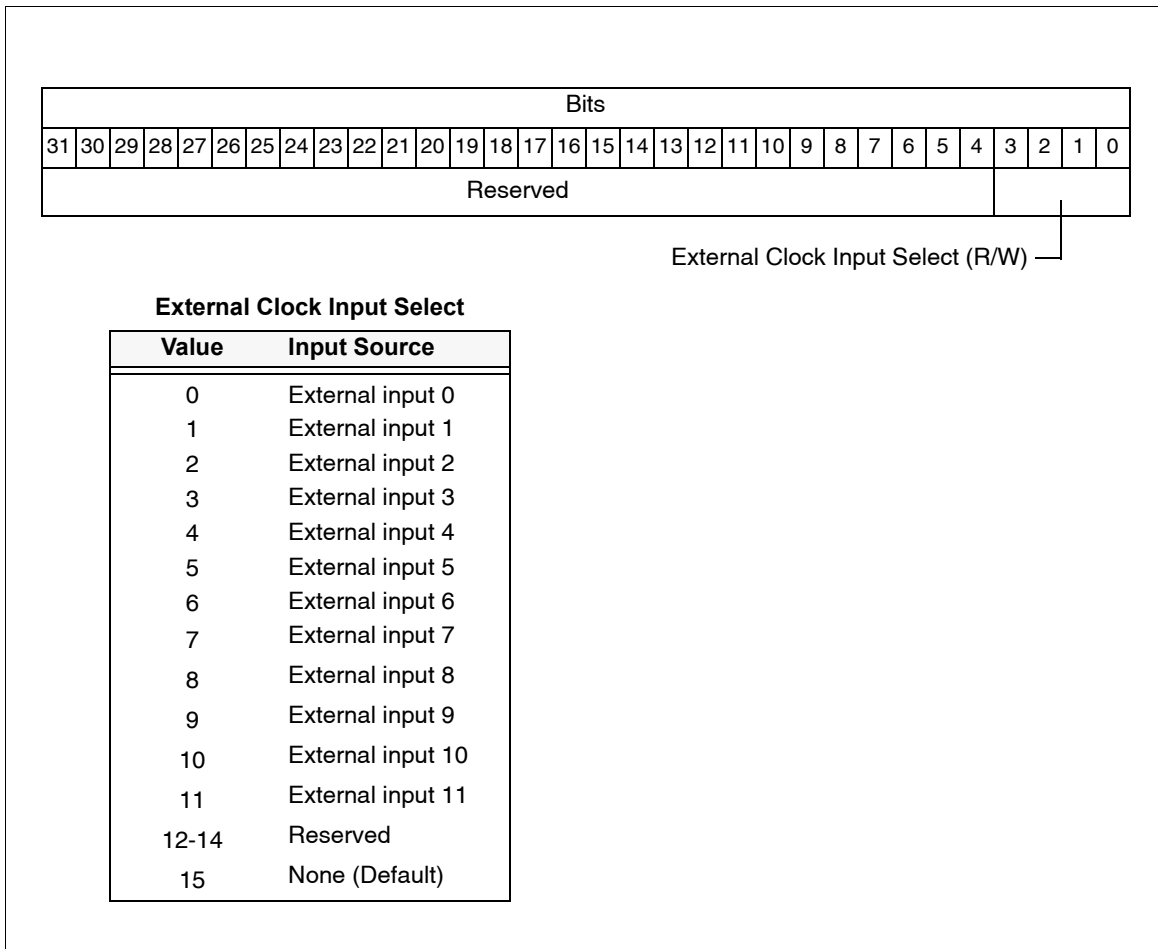 Bits
31 30 29 28 27 26 25 24 23 22 21 20 19 18 17 16 15 14 13 12 11 10 9 8 7 6 5 4 3 2 1 0
Reserved
External Clock Input Select (R/W)
External Clock Input Select
Value Input Source
0 External input 0
1 External input 1
2 External input 2
3 External input 3
4 External input 4
5 External input 5
6 External input 6
7 External input 7
8 External input 8
9 External input 9
10 External input 10
11 External input 11
12-14 Reserved
15 None (Default)